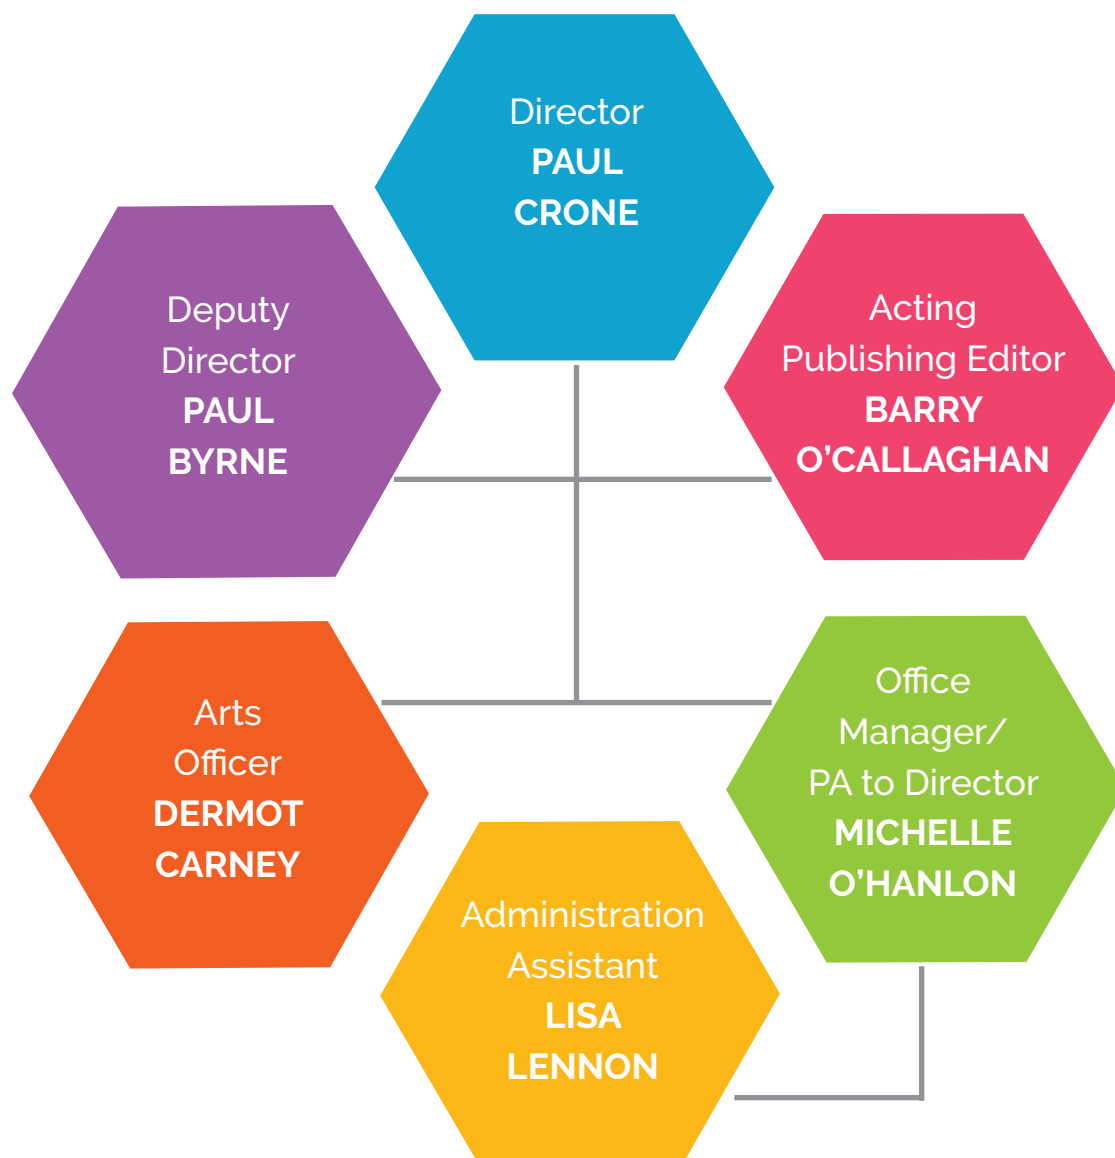 Director
PAUL
CRONE
Deputy
Director
PAUL
BYRNE
Acting
Publishing Editor
BARRY
O’CALLAGHAN
Arts
Officer
DERMOT
CARNEY
Office
Manager/
PA to Director
MICHELLE
O’HANLON
Administration
Assistant
LISA
LENNON